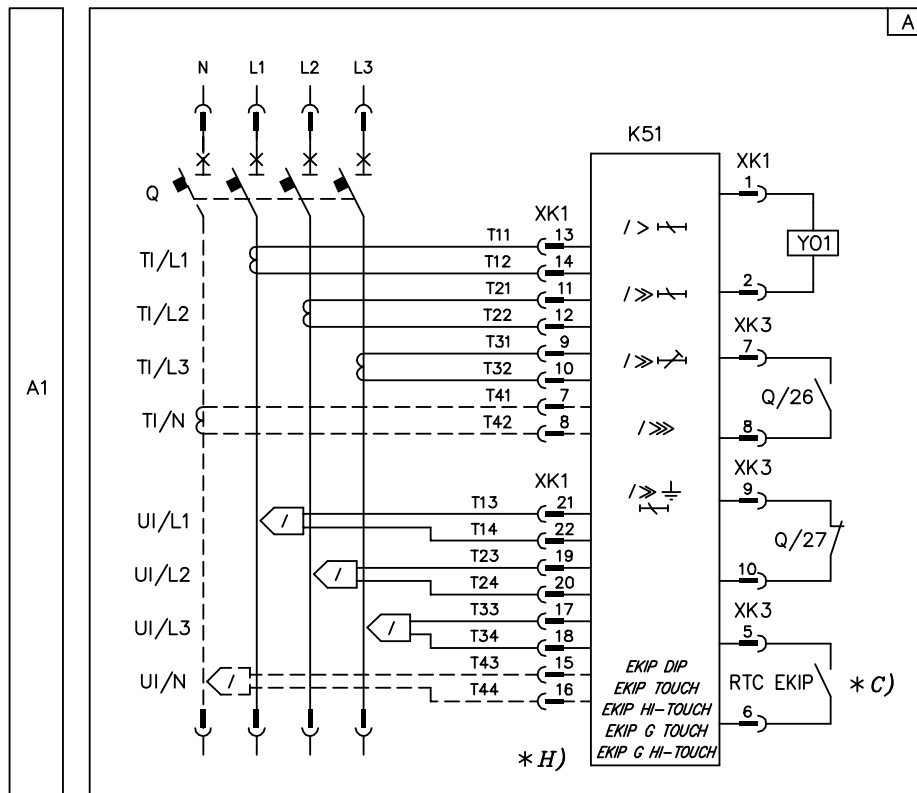 A
N L1 L2 L3
K51
XK1
1
Q
XK1
T11 13
Y01
TI/L1
T12 14
T21 11
2
TI/L2
T22 12
XK3
T31 9
7
TI/L3
T32 10
A1
T41 7
Q/26
TI/N
T42 8
8
XK3
XK1
9
T13 21
UI/L1
T14 22
Q/27
T23 19
UI/L2
T24 20
10
XK3
T33 17
5
UI/L3
T34 18
T43 15
EKIP DIP
UI/N
T44 16
EKIP TOUCH
RTC EKIP
* C)
EKIP HI-TOUCH
6
EKIP G TOUCH
EKIP G HI-TOUCH
* H)